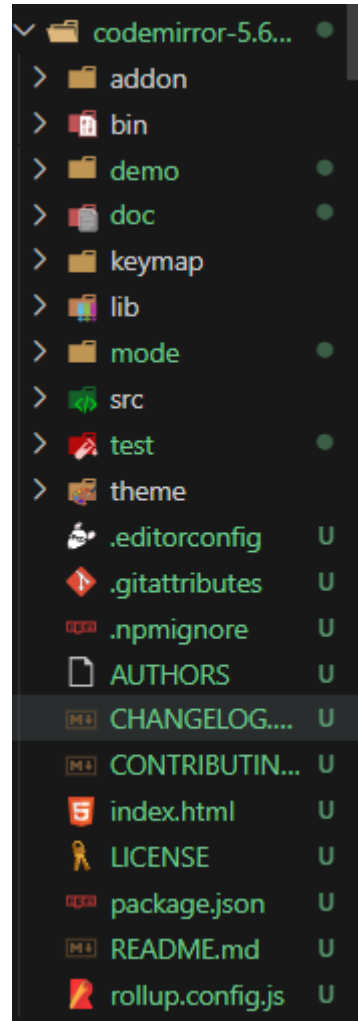 codemirror-5.6...
addon
bin
demo
doc
keymap
lib
mode
src
test
theme
.editorconfig U
.gitattributes U
.npmignore U
AUTHORS U
CHANGELOG.... U
CONTRIBUTIN... U
index.html U
LICENSE U
package.json U
README.md U
rollup.config.js U